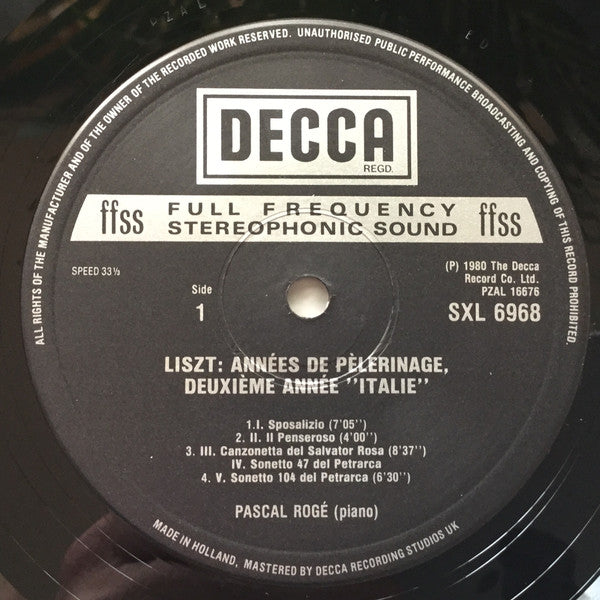 ALL RIGHTS OF THE MANUFACTURER AND OF THE OWNER OF THE RECORDED WORK RESERVED. UNAUTHORISED PUBLIC PERFORMANCE BROADCASTING AND COPYING OF THIS RECORD PROHIBITED.
DECCA
REGD.
ffss FULL FREQUENCY STEREOPHONIC SOUND ffss
SPEED 33⅓
Side
1
(P) 1980 The Decca
Record Co. Ltd.
PZAL 16676
SXL 6968
LISZT: ANNÉES DE PÈLERINAGE,
DEUXIÈME ANNÉE "ITALIE"
1.I. Sposalizio (7'05'')
2. II. Il Penseroso (4'00'')
3. III. Canzonetta del Salvator Rosa (8'37'')
IV. Sonetto 47 del Petrarca
4. V. Sonetto 104 del Petrarca (6'30'')
PASCAL ROGÉ (piano)
MADE IN HOLLAND, MASTERED BY DECCA RECORDING STUDIOS UK